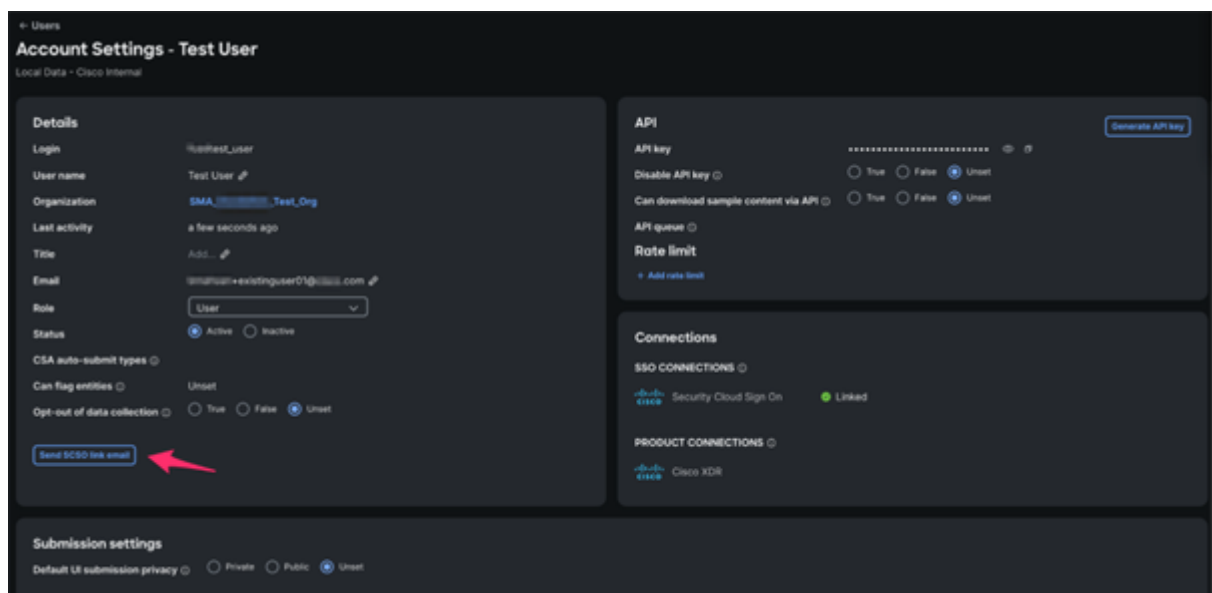 ← Users
Account Settings - Test User
Local Data - Cisco Internal
Details
Login test_user
User name Test User
Organization SMA_ _Test_Org
Last activity a few seconds ago
Title Add...
Email +existinguser01@ .com
Role User
Status Active Inactive
CSA auto-submit types
Can flag entities Unset
Opt-out of data collection True False Unset
Send SCSO link email
API
Generate API key
API key ••••••••••••••••••••••••••
Disable API key True False Unset
Can download sample content via API True False Unset
API queue
Rate limit
+ Add rate limit
Connections
SSO CONNECTIONS
CISCO Security Cloud Sign On Linked
PRODUCT CONNECTIONS
CISCO Cisco XDR
Submission settings
Default UI submission privacy Private Public Unset